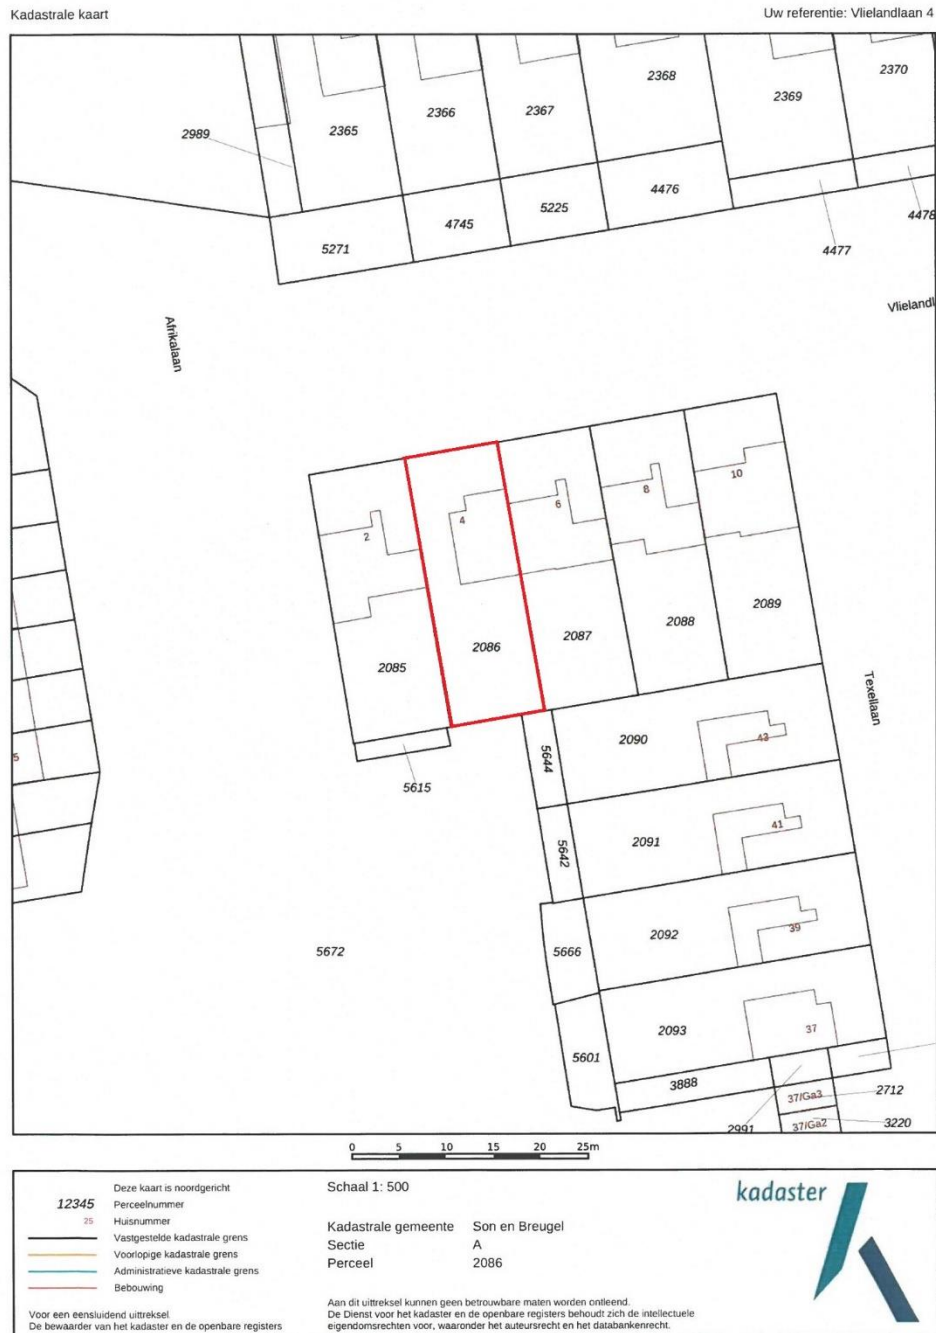 Kadastrale kaart
Uw referentie: Vlielandlaan 4
2368
2370
2366
2367
2369
2989
2365
4476
5225
4745
4478
5271
4477
Vlielandl
Afrikalaan
10
8
6
4
2
2089
2088
2087
2086
2085
Texellaan
2090
43
5644
5
5615
41
2091
5642
2092
39
5672
5666
2093
37
5601
3888
37/Ga3
2712
2991
37/Ga2
3220
0 5 10 15 20 25m
Deze kaart is noordgericht
12345 Perceelnummer
25 Huisnummer
Vastgestelde kadastrale grens
Voorlopige kadastrale grens
Administratieve kadastrale grens
Bebouwing
Voor een eensluidend uittreksel
De bewaarder van het kadaster en de openbare registers
Schaal 1: 500
Kadastrale gemeente Son en Breugel
Sectie A
Perceel 2086
Aan dit uittreksel kunnen geen betrouwbare maten worden ontleend.
De Dienst voor het kadaster en de openbare registers behoudt zich de intellectuele
eigendomsrechten voor, waaronder het auteursrecht en het databankenrecht.
kadaster